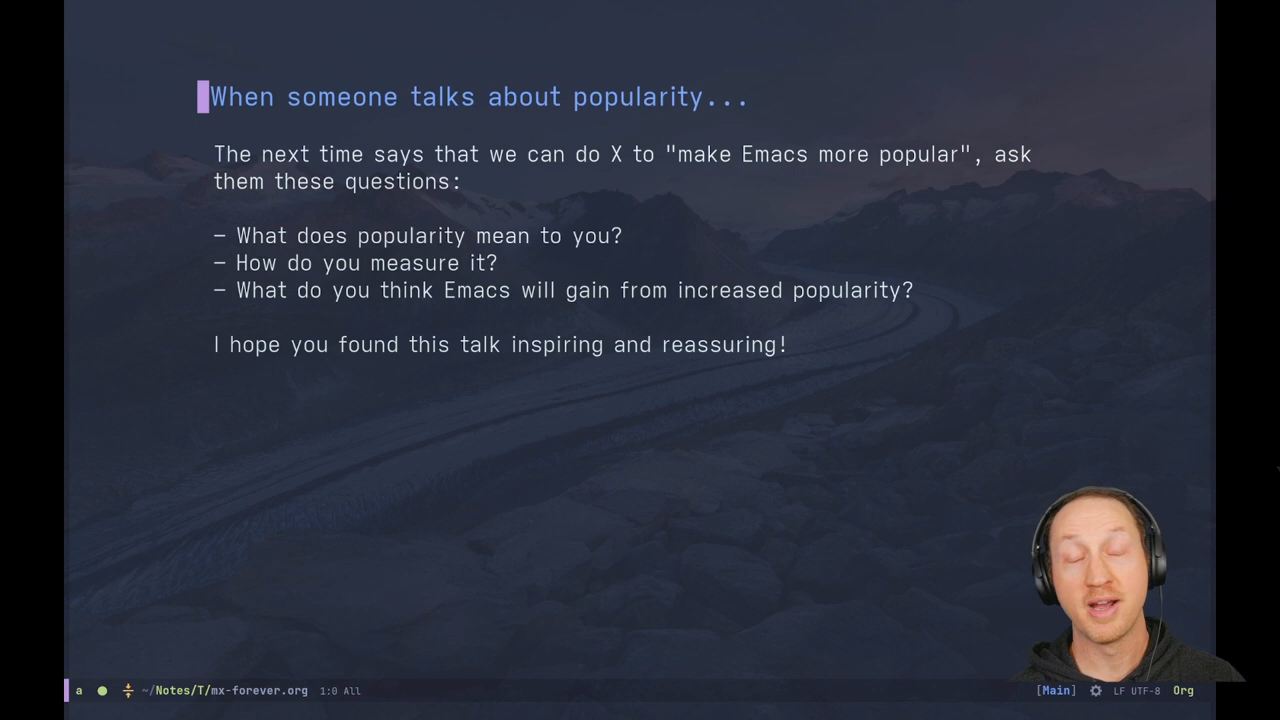 When someone talks about popularity...
The next time says that we can do X to "make Emacs more popular", ask
them these questions:
– What does popularity mean to you?
– How do you measure it?
– What do you think Emacs will gain from increased popularity?
I hope you found this talk inspiring and reassuring!
a ~/Notes/T/mx-forever.org 1:0 All [Main] LF UTF-8 Org